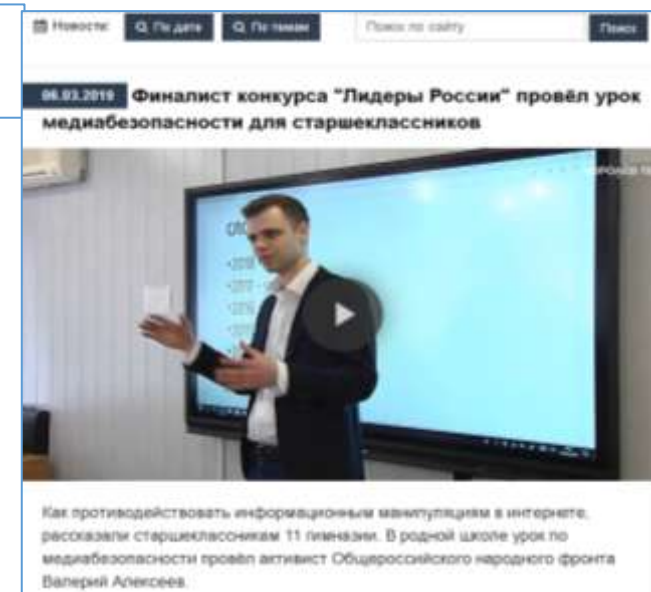 Новости: По дате По темам Поиск по сайту Поиск
06.03.2019 Финалист конкурса "Лидеры России" провёл урок
медиабезопасности для старшеклассников
Как противодействовать информационным манипуляциям в интернете,
рассказали старшеклассникам 11 гимназии. В родной школе урок по
медиабезопасности провёл активист Общероссийского народного фронта
Валерий Алексеев.